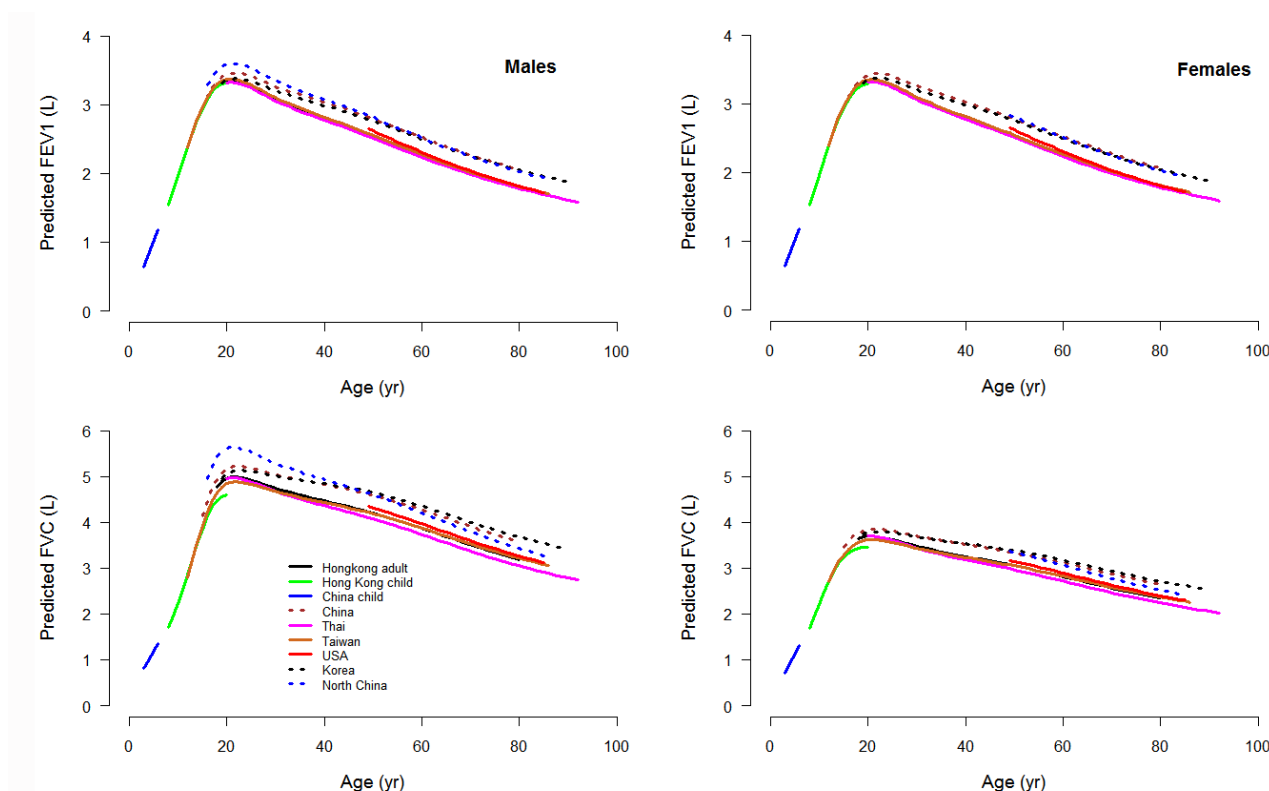 Males
Predicted FEV1 (L)
4
3
2
1
0
0 20 40 60 80 100
Age (yr)
Females
Predicted FEV1 (L)
4
3
2
1
0
0 20 40 60 80 100
Age (yr)
Predicted FVC (L)
6
5
4
3
2
1
0
Hongkong adult
Hong Kong child
China child
China
Thai
Taiwan
USA
Korea
North China
0 20 40 60 80 100
Age (yr)
Predicted FVC (L)
6
5
4
3
2
1
0
0 20 40 60 80 100
Age (yr)